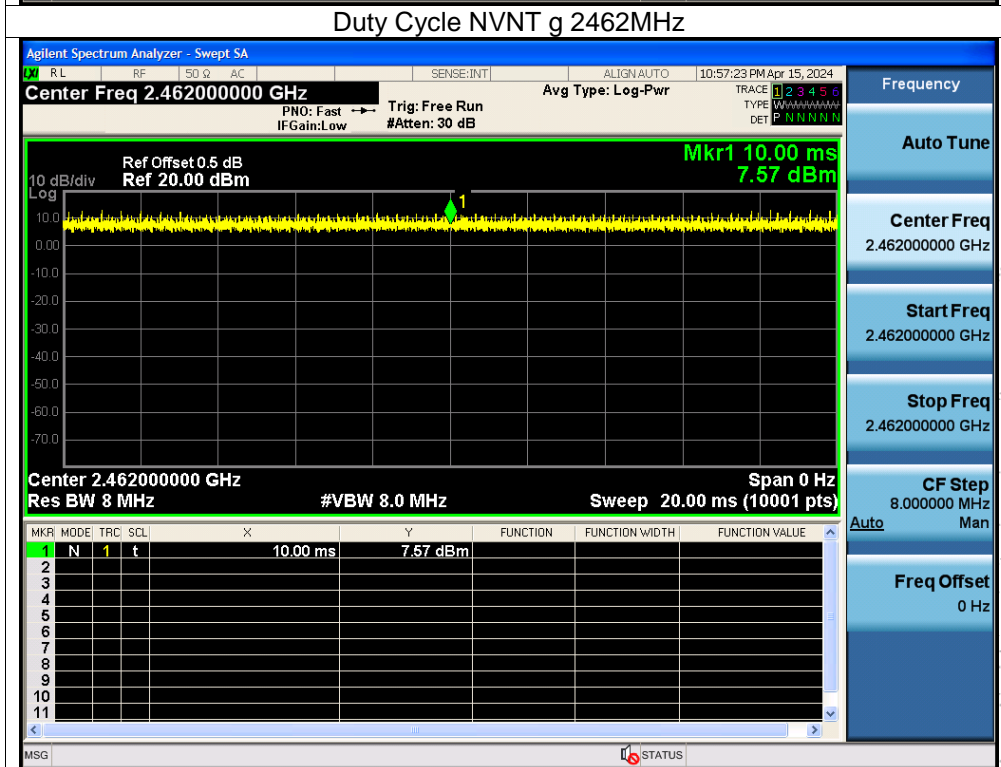 Duty Cycle NVNT g 2462MHz
Agilent Spectrum Analyzer - Swept SA
LXI RL RF 50 Ω AC SENSE:INT ALIGN AUTO 10:57:23 PM Apr 15, 2024
Center Freq 2.462000000 GHz Avg Type: Log-Pwr TRACE 1 2 3 4 5 6
PNO: Fast Trig: Free Run TYPE WWWWWW
IFGain:Low #Atten: 30 dB DET P N N N N N
Mkr1 10.00 ms
7.57 dBm
Ref Offset 0.5 dB
10 dB/div Ref 20.00 dBm
Log
1
10.0
0.00
-10.0
-20.0
-30.0
-40.0
-50.0
-60.0
-70.0
Center 2.462000000 GHz Span 0 Hz
Res BW 8 MHz #VBW 8.0 MHz Sweep 20.00 ms (10001 pts)
MKR MODE TRC SCL X Y FUNCTION FUNCTION WIDTH FUNCTION VALUE
1 N 1 t 10.00 ms 7.57 dBm
2
3
4
5
6
7
8
9
10
11
MSG STATUS
Frequency
Auto Tune
Center Freq
2.462000000 GHz
Start Freq
2.462000000 GHz
Stop Freq
2.462000000 GHz
CF Step
8.000000 MHz
Auto Man
Freq Offset
0 Hz